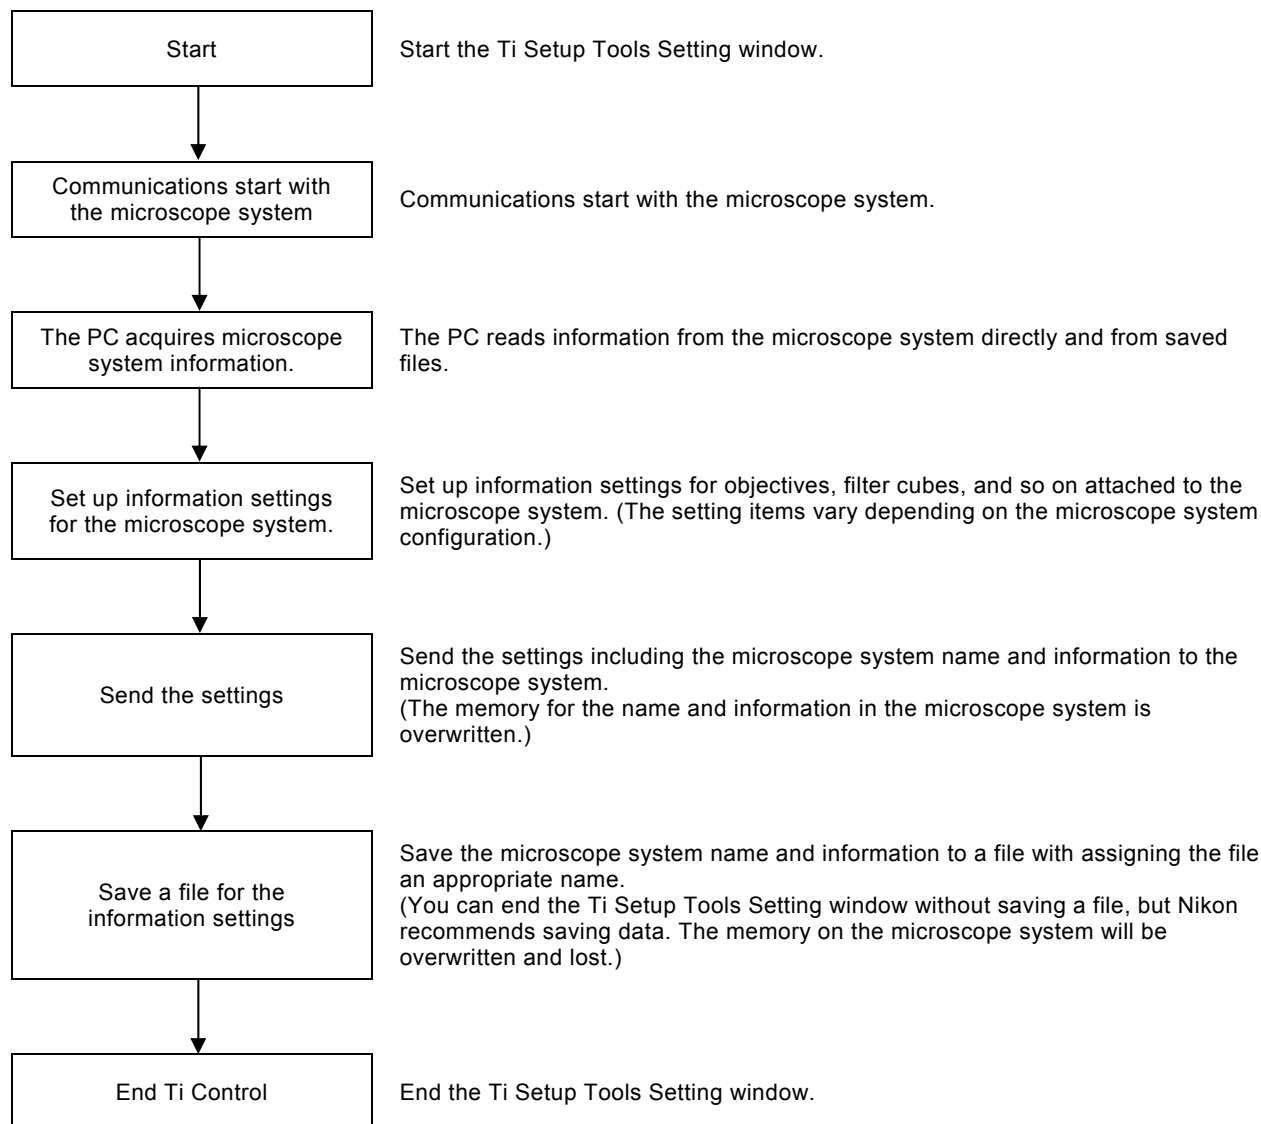 Start
Start the Ti Setup Tools Setting window.
Communications start with
the microscope system
Communications start with the microscope system.
The PC acquires microscope
system information.
The PC reads information from the microscope system directly and from saved
files.
Set up information settings
for the microscope system.
Set up information settings for objectives, filter cubes, and so on attached to the
microscope system. (The setting items vary depending on the microscope system
configuration.)
Send the settings
Send the settings including the microscope system name and information to the
microscope system.
(The memory for the name and information in the microscope system is
overwritten.)
Save a file for the
information settings
Save the microscope system name and information to a file with assigning the file
an appropriate name.
(You can end the Ti Setup Tools Setting window without saving a file, but Nikon
recommends saving data. The memory on the microscope system will be
overwritten and lost.)
End Ti Control
End the Ti Setup Tools Setting window.